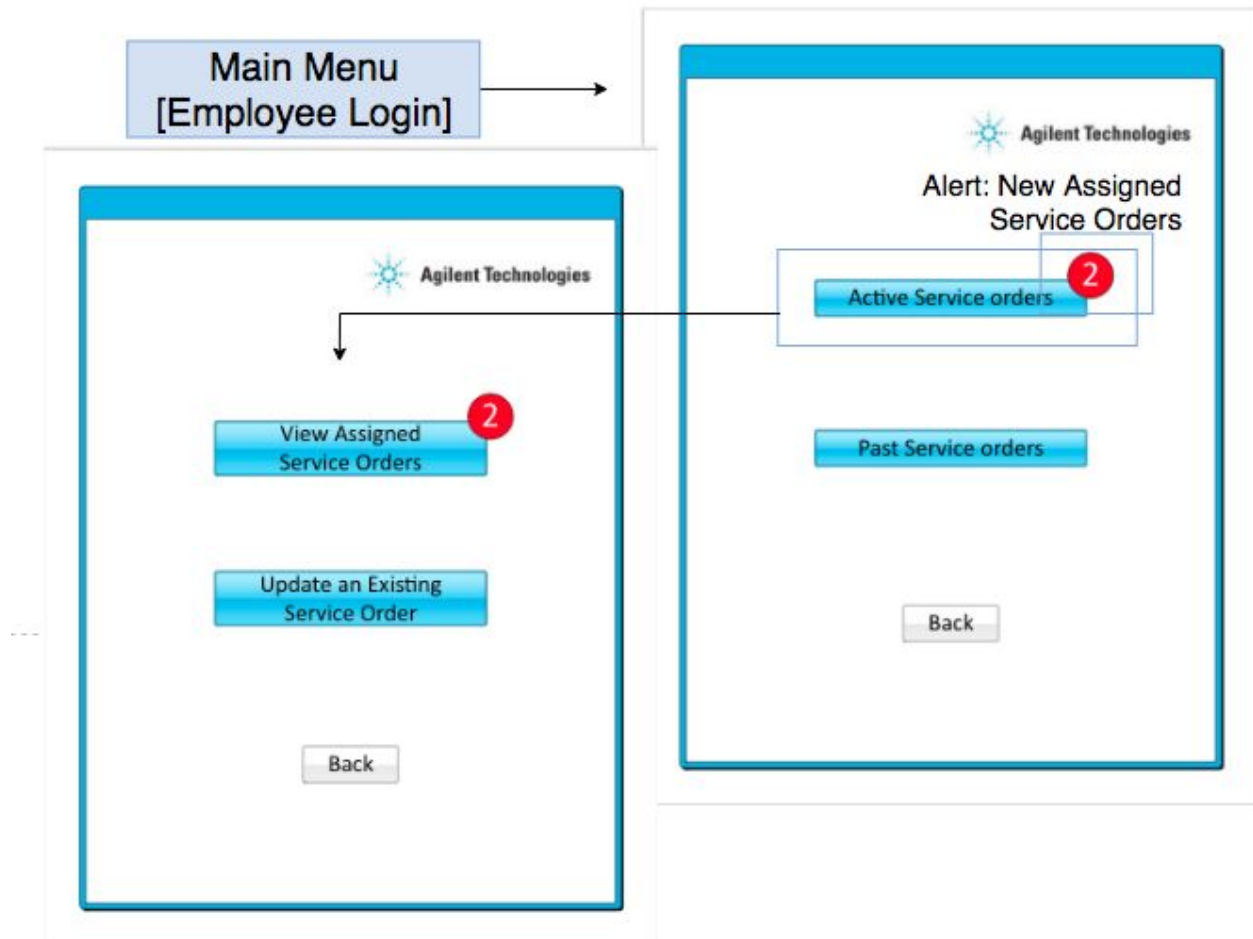 Main Menu
[Employee Login]
Agilent Technologies
Alert: New Assigned
Service Orders
Active Service orders
2
Past Service orders
Back
Agilent Technologies
2
View Assigned
Service Orders
Update an Existing
Service Order
Back